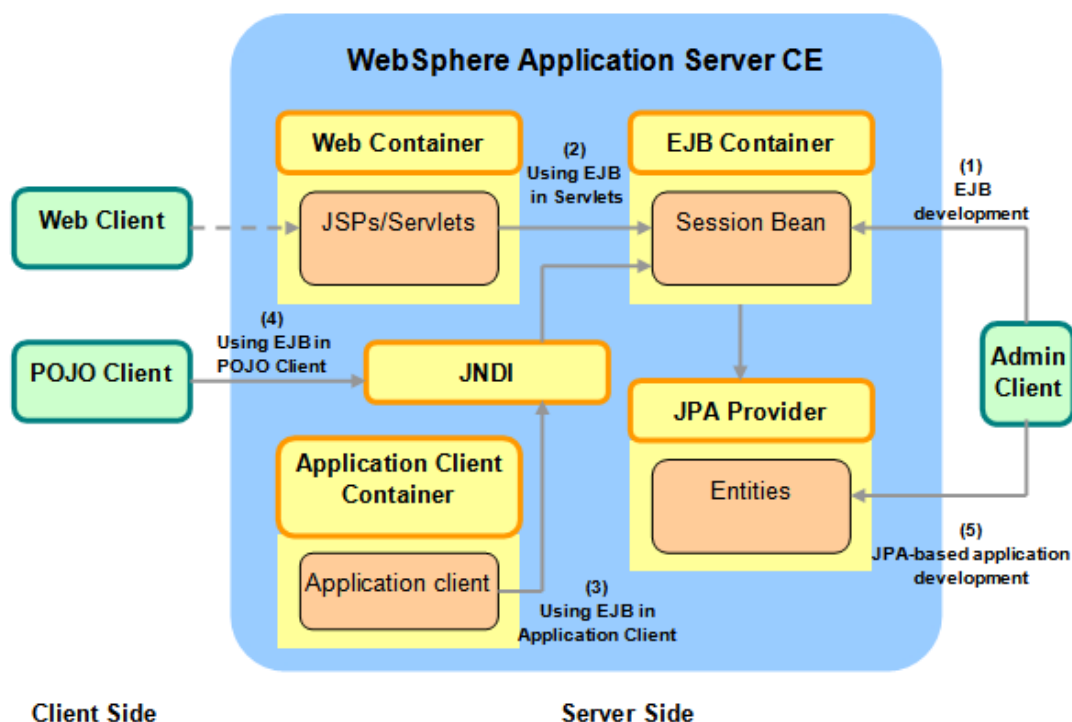 WebSphere Application Server CE
Web Container
(2)
Using EJB
in Servlets
EJB Container
(1)
EJB
development
Web Client
JSPs/Servlets
Session Bean
(4)
Using EJB in
POJO Client
POJO Client
JNDI
Admin
Client
JPA Provider
Application Client
Container
Entities
(5)
JPA-based application
development
Application client
(3)
Using EJB in
Application Client
Client Side
Server Side